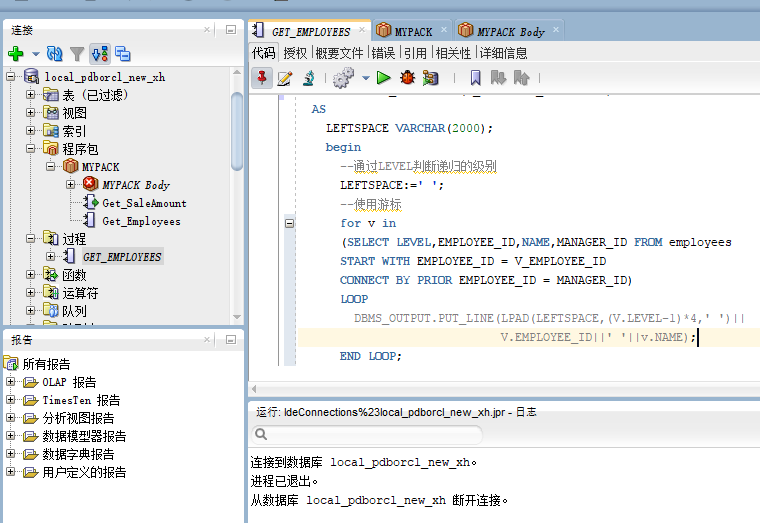 连接
local_pdborcl_new_xh
表 (已过滤)
视图
索引
程序包
MYPACK
MYPACK Body
Get_SaleAmount
Get_Employees
过程
GET_EMPLOYEES
函数
运算符
队列
报告
所有报告
OLAP 报告
TimesTen 报告
分析视图报告
数据模型器报告
数据字典报告
用户定义的报告
GET_EMPLOYEES MYPACK MYPACK Body
代码 授权 概要文件 错误 引用 相关性 详细信息
AS
LEFTSPACE VARCHAR(2000);
begin
--通过LEVEL判断递归的级别
LEFTSPACE:=' ';
--使用游标
for v in
(SELECT LEVEL,EMPLOYEE_ID,NAME,MANAGER_ID FROM employees
START WITH EMPLOYEE_ID = V_EMPLOYEE_ID
CONNECT BY PRIOR EMPLOYEE_ID = MANAGER_ID)
LOOP
DBMS_OUTPUT.PUT_LINE(LPAD(LEFTSPACE,(V.LEVEL-1)*4,' ')||
V.EMPLOYEE_ID||' '||v.NAME);
END LOOP;
运行: IdeConnections%23local_pdborcl_new_xh.jpr - 日志
连接到数据库 local_pdborcl_new_xh。
进程已退出。
从数据库 local_pdborcl_new_xh 断开连接。